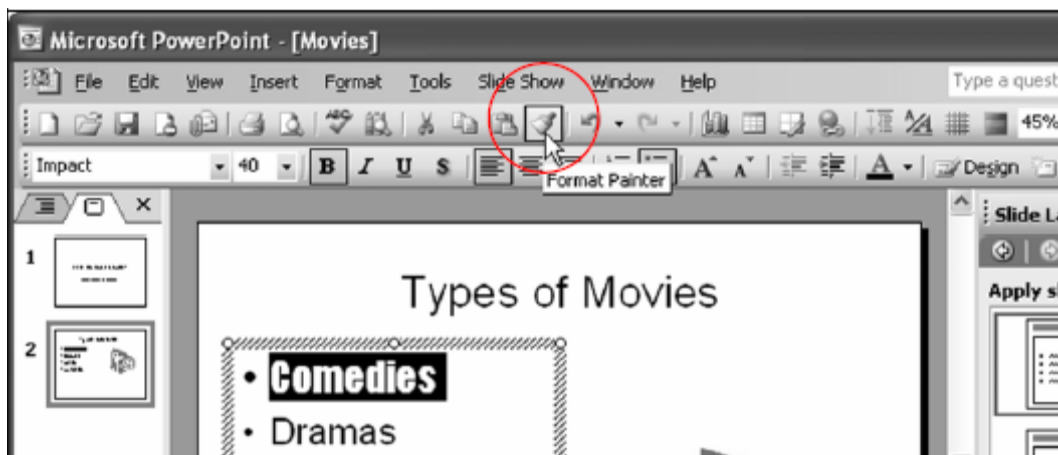 Microsoft PowerPoint - [Movies]
File Edit View Insert Format Tools Slide Show Window Help Type a quest
45%
Impact 40 B I U S A A A Design
Format Painter
Slide La
1
Types of Movies
Apply sl
2
• Comedies
• Dramas